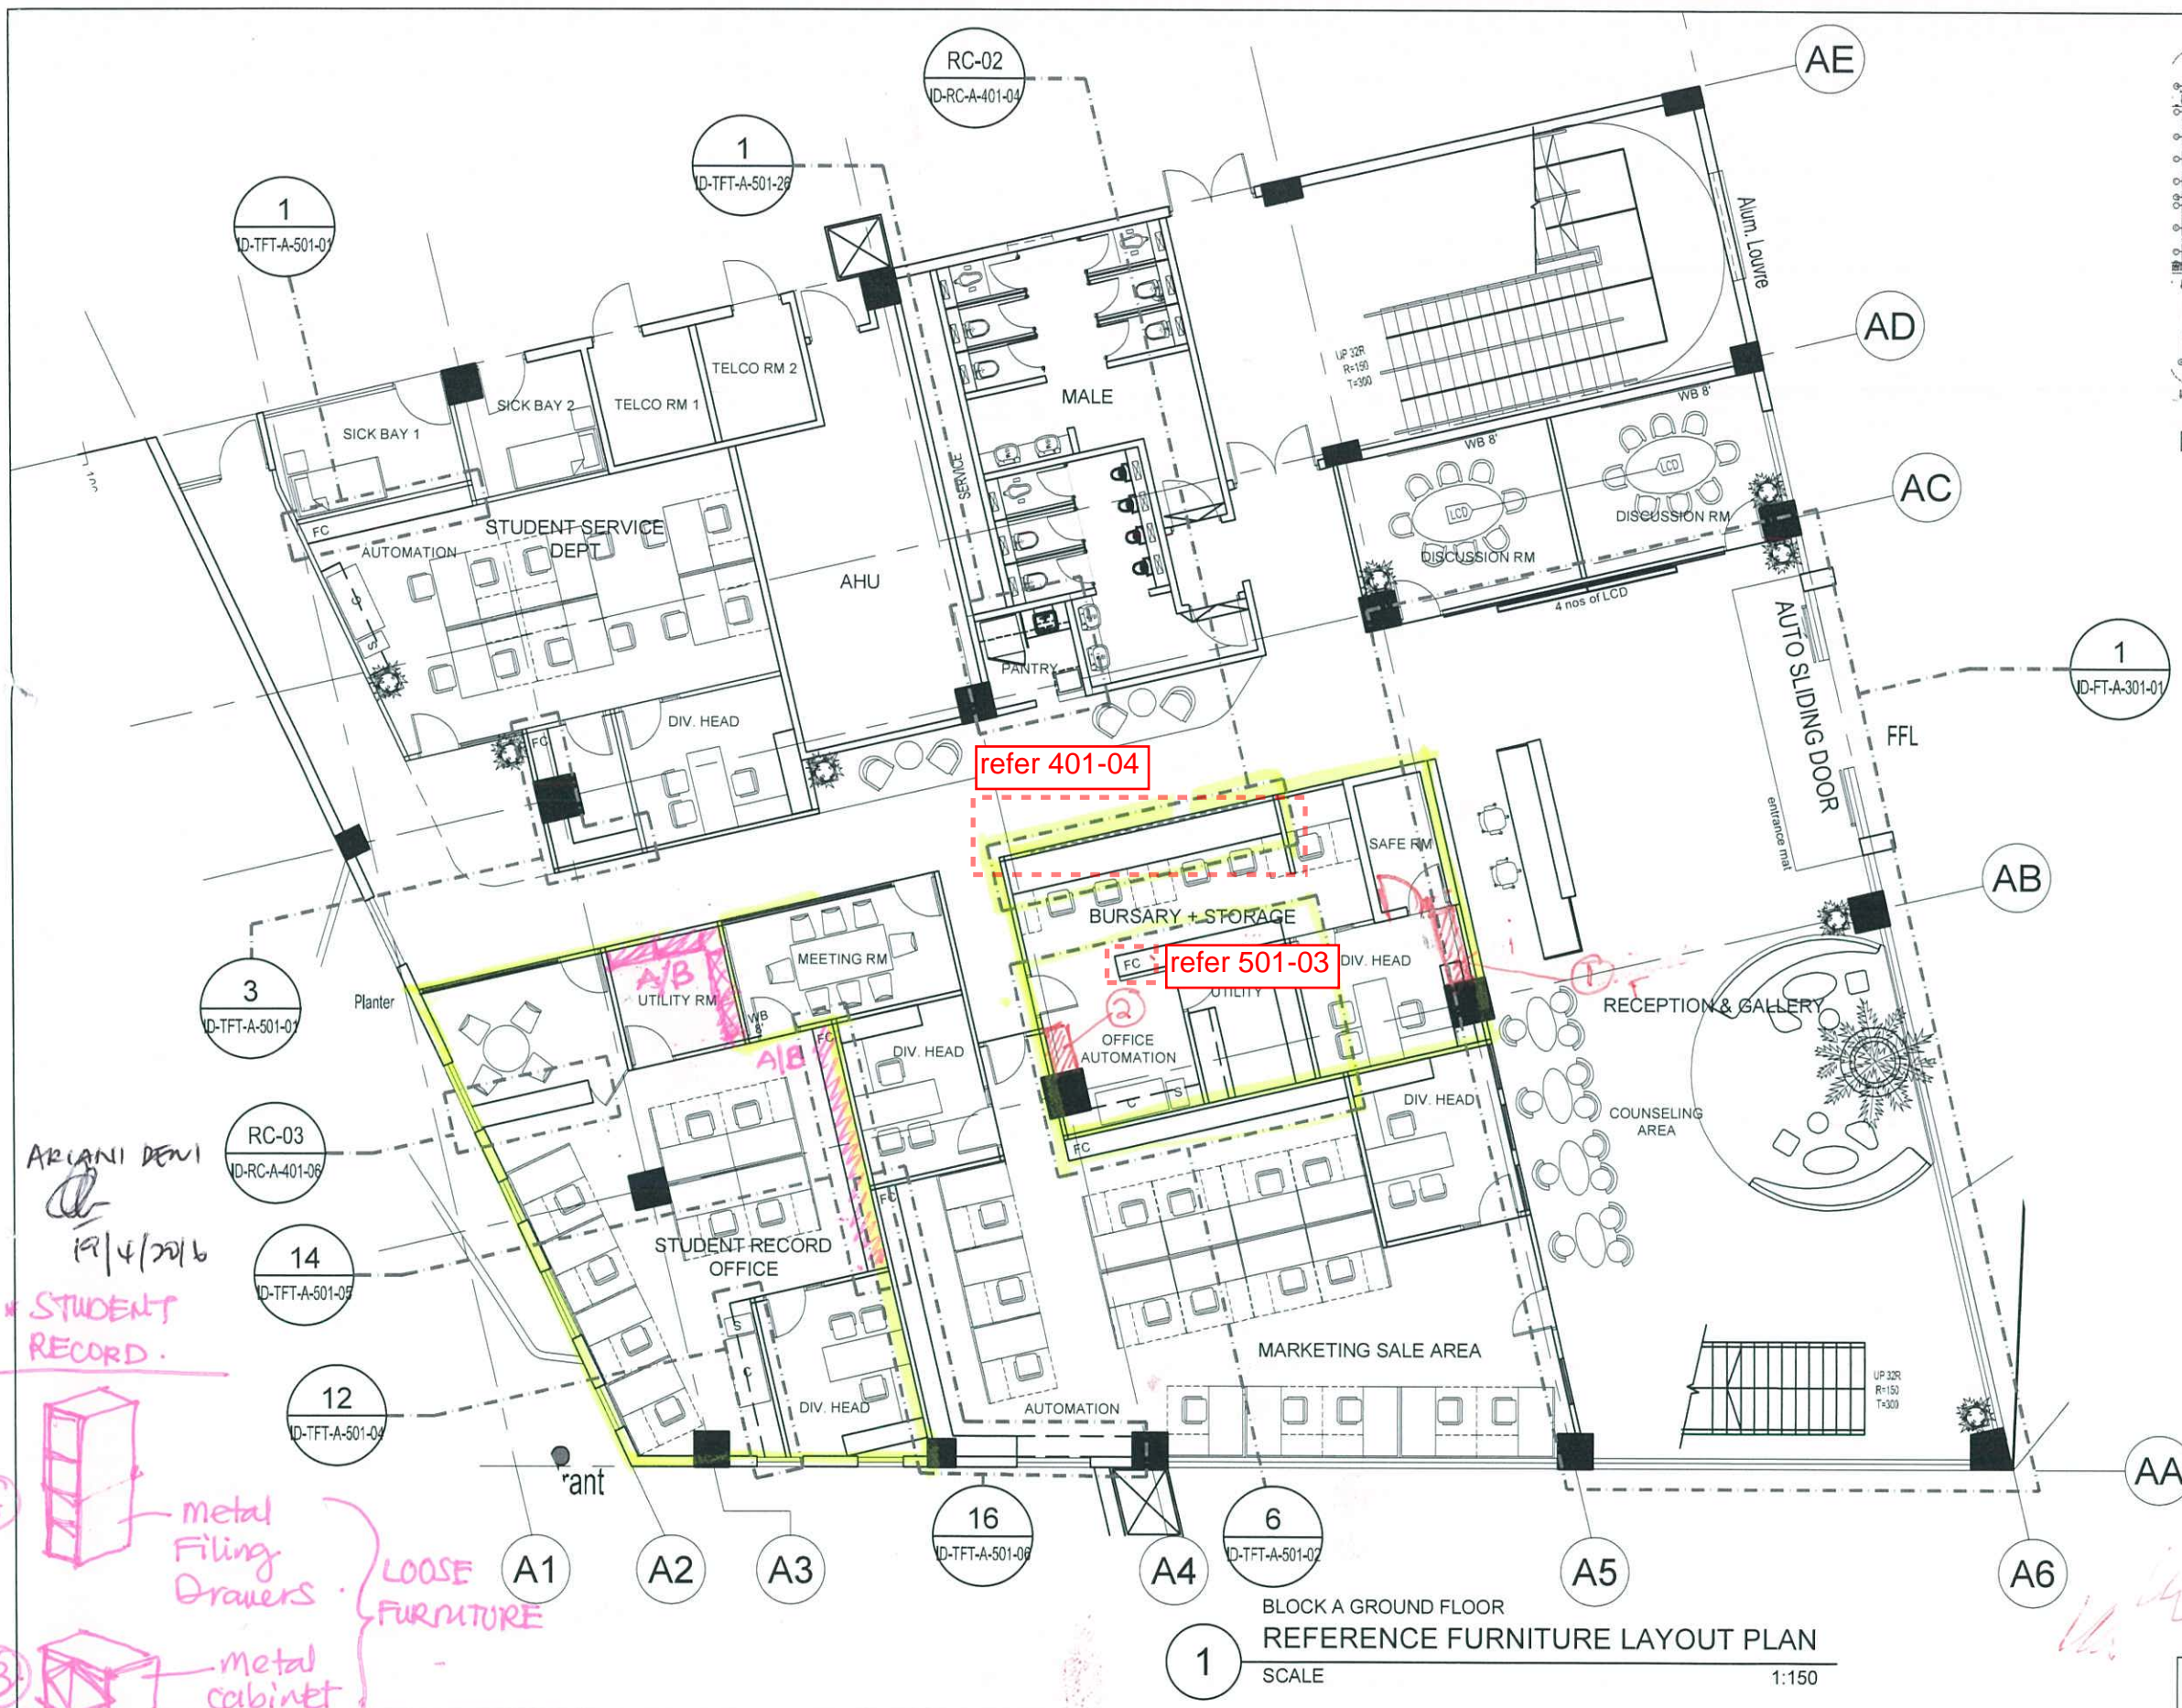 RC-02
ID-RC-A-401-04
AE
1
ID-TFT-A-501-26
1
ID-TFT-A-501-01
Alum. Louvre
AD
TELCO RM 2
UP 32R
R=150
T=300
SICK BAY 2
TELCO RM 1
MALE
WB 8'
SICK BAY 1
WB 8'
SERVICE
LCD
AC
LCD
FC
STUDENT SERVICE
DEPT
DISCUSSION RM
AUTOMATION
DISCUSSION RM
AHU
4 nos of LCD
S
AUTO SLIDING DOOR
1
ID-FT-A-301-01
PANTRY
DIV. HEAD
FC
FFL
refer 401-04
entrance mat
SAFE RM
AB
BURSARY + STORAGE
MEETING RM
FC
refer 501-03
DIV. HEAD
A/B
UTILITY RM
UTILITY
1
3
ID-TFT-A-501-01
Planter
RECEPTION & GALLERY
2
WB
8'
FC
OFFICE
AUTOMATION
A/B
DIV. HEAD
S
C
DIV. HEAD
COUNSELING
AREA
RC-03
ID-RC-A-401-06
FC
ARIANI DENI
19/4/2016
FC
STUDENT RECORD
OFFICE
14
ID-TFT-A-501-05
* STUDENT
RECORD.
S
MARKETING SALE AREA
C
UP 32R
R=150
T=300
12
ID-TFT-A-501-04
DIV. HEAD
AUTOMATION
rant
AA
metal
Filing
Drawers
LOOSE
FURNITURE
16
ID-TFT-A-501-06
6
ID-TFT-A-501-02
A1
A2
A3
A4
A5
A6
metal
cabinet
BLOCK A GROUND FLOOR
1
REFERENCE FURNITURE LAYOUT PLAN
SCALE
1:150